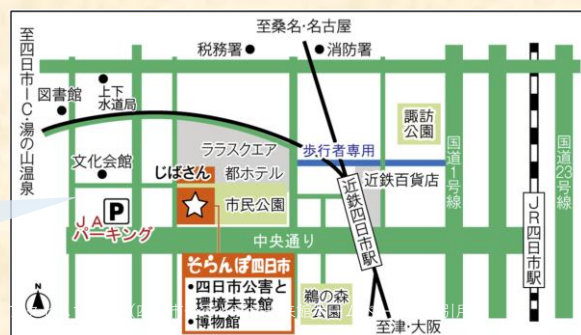 至桑名・名古屋
税務署
消防署
至四日市IC・湯の山温泉
図書館
上下
水道局
諏訪
公園
国道1号線
国道23号線
ララスクエア
歩行者専用
文化会館
じばさん
都ホテル
近鉄百貨店
市民公園
近鉄四日市駅
JR四日市駅
P
JA
パーキング
中央通り
そらんぽ四日市
・四日市公害と
環境未来館
・博物館
鵜の森
公園
N
至津・大阪